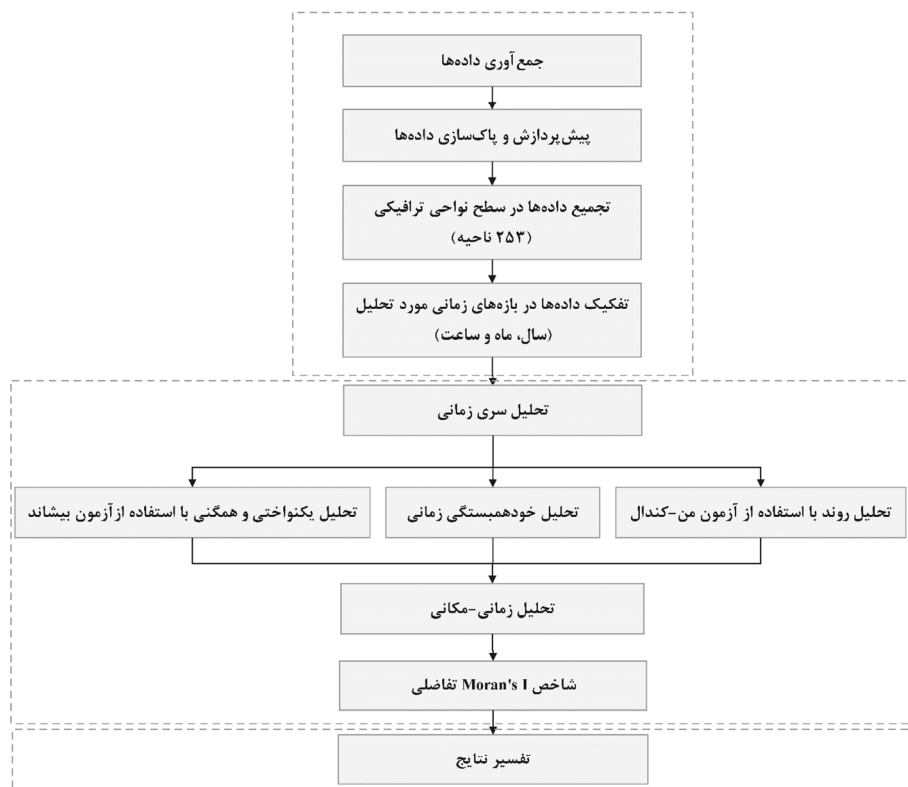 جمع‌آوری داده‌ها
پیش‌پردازش و پاک‌سازی داده‌ها
تجمیع داده‌ها در سطح نواحی ترافیکی
(۲۵۳ ناحیه)
تفکیک داده‌ها در بازه‌های زمانی مورد تحلیل
(سال، ماه و ساعت)
تحلیل سری زمانی
تحلیل روند با استفاده از آزمون من-کندال
تحلیل خودهمبستگی زمانی
تحلیل یکنواختی و همگنی با استفاده از آزمون بیشاند
تحلیل زمانی-مکانی
شاخص Moran's I تفاضلی
تفسیر نتایج